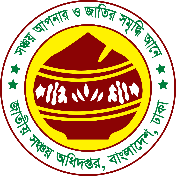 সঞ্চয় আপনার ও জাতির সমৃদ্ধি আনে
জাতীয় সঞ্চয় অধিদপ্তর, বাংলাদেশ, ঢাকা